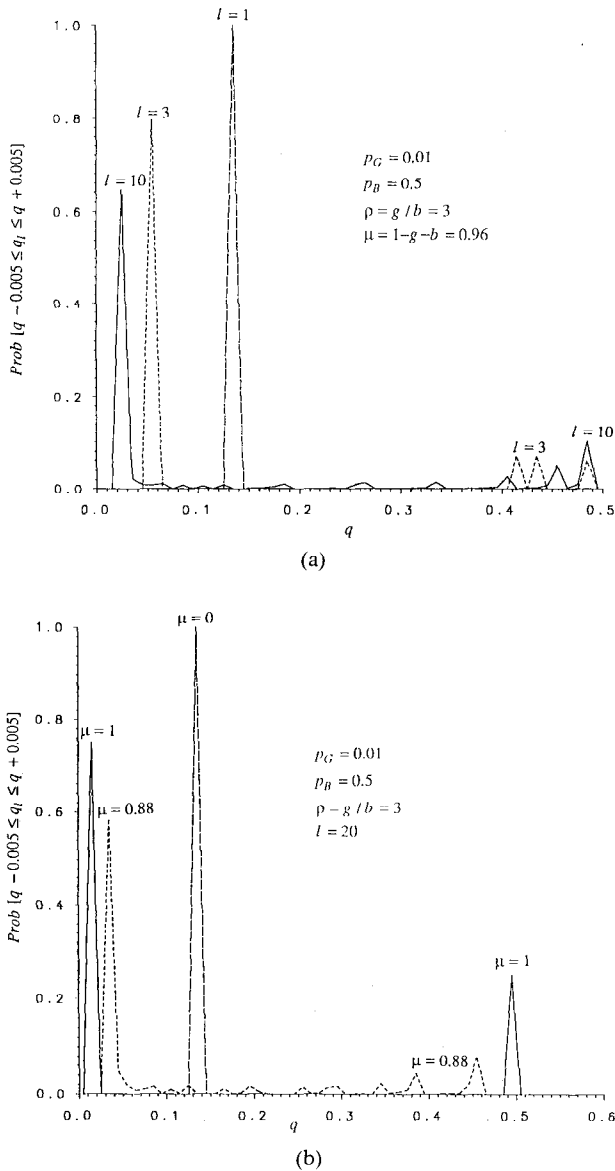 l = 1
1.0
l = 3
0.8
l = 10
0.6
0.4
0.2
0.0
Prob [q − 0.005 ≤ q_l ≤ q + 0.005]
p_G = 0.01
p_B = 0.5
ρ = g / b = 3
μ = 1−g−b = 0.96
l = 3
l = 10
0.0 0.1 0.2 0.3 0.4 0.5
q
(a)
μ = 0
1.0
μ = 1
0.8
μ = 0.88
0.6
0.4
0.2
0.0
Prob [q − 0.005 ≤ q_l ≤ q + 0.005]
p_G = 0.01
p_B = 0.5
ρ = g / b = 3
l = 20
μ = 1
μ = 0.88
0.0 0.1 0.2 0.3 0.4 0.5 0.6
q
(b)